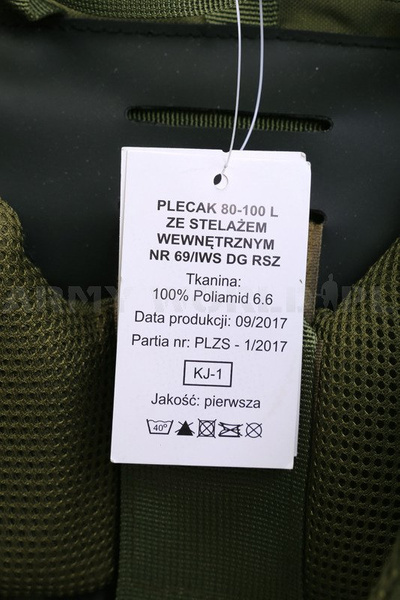 PLECAK 80-100 L
ZE STELAŻEM
WEWNĘTRZNYM
NR 69/IWS DG RSZ
Tkanina:
100% Poliamid 6.6
Data produkcji: 09/2017
Partia nr: PLZS - 1/2017
KJ-1
Jakość: pierwsza
40°